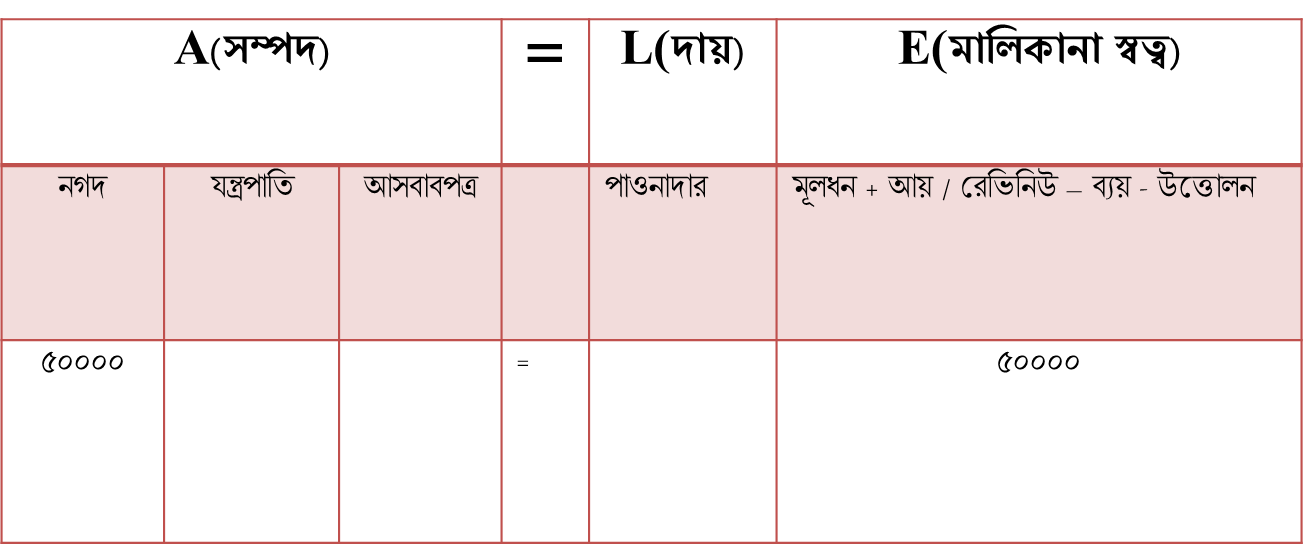 A(সম্পদ) = L(দায়) E(মালিকানা স্বত্ব)
নগদ যন্ত্রপাতি আসবাবপত্র পাওনাদার মূলধন + আয় / রেভিনিউ – ব্যয় - উত্তোলন
৫০০০০ = ৫০০০০